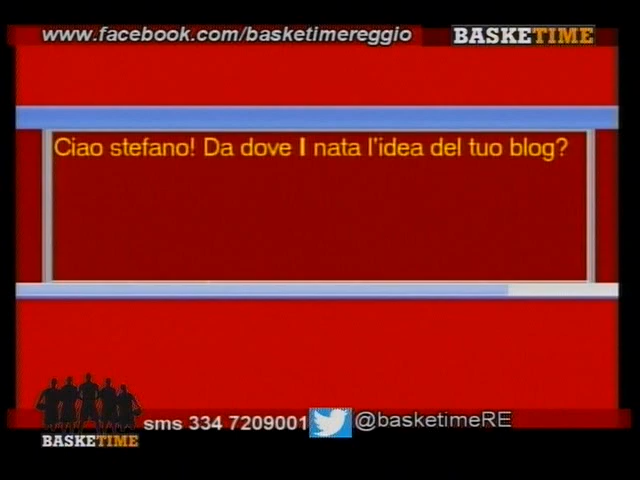 www.facebook.com/basketimereggio BASKETIME
Ciao stefano! Da dove I nata l'idea del tuo blog?
BASKETIME
sms 334 7209001 @basketimeRE